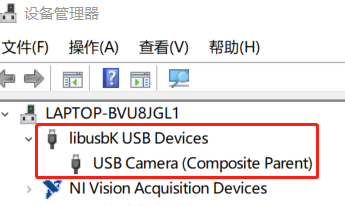 设备管理器
文件(F) 操作(A) 查看(V) 帮助(H)
LAPTOP-BVU8JGL1
libusbK USB Devices
USB Camera (Composite Parent)
NI Vision Acquisition Devices